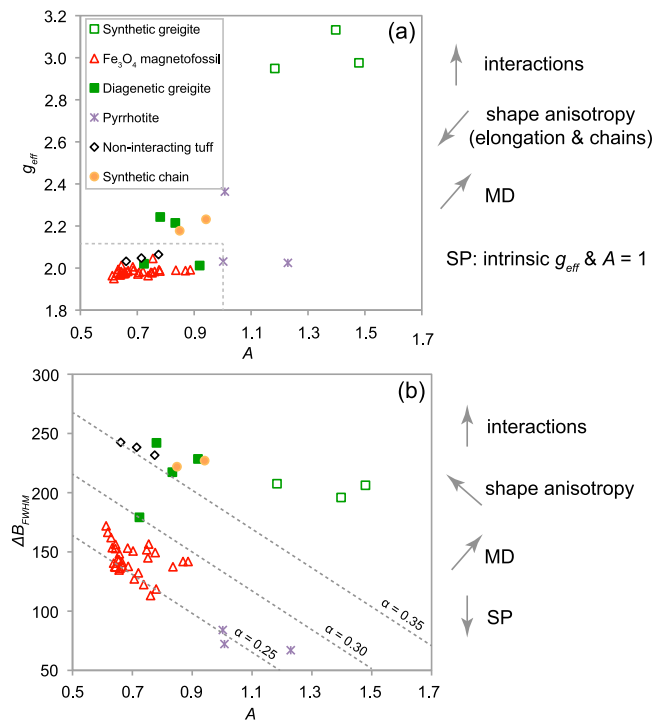 (a)
g_eff
3.2
3.0
2.8
2.6
2.4
2.2
2.0
1.8
Synthetic greigite
Fe₃O₄ magnetofossil
Diagenetic greigite
Pyrrhotite
Non-interacting tuff
Synthetic chain
0.5 0.7 0.9 1.1 1.3 1.5 1.7
A
interactions
shape anisotropy
(elongation & chains)
MD
SP: intrinsic g_eff & A = 1
(b)
ΔB_FWHM
300
250
200
150
100
50
α = 0.25
α = 0.30
α = 0.35
0.5 0.7 0.9 1.1 1.3 1.5 1.7
A
interactions
shape anisotropy
MD
SP